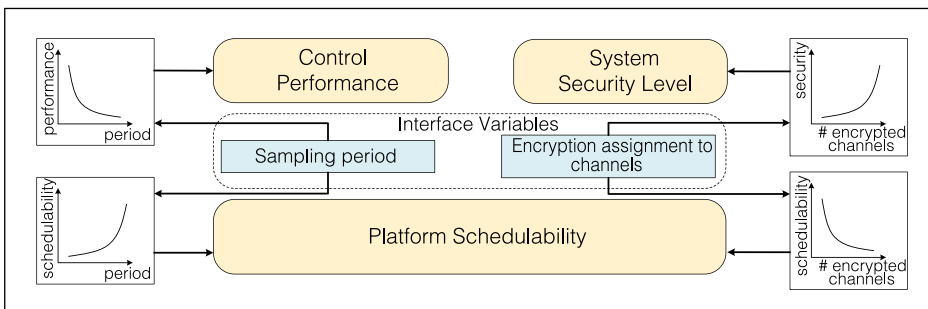 performance
period
Control
Performance
System
Security Level
security
# encrypted
channels
Interface Variables
Sampling period
Encryption assignment to
channels
schedulability
period
Platform Schedulability
schedulability
# encrypted
channels